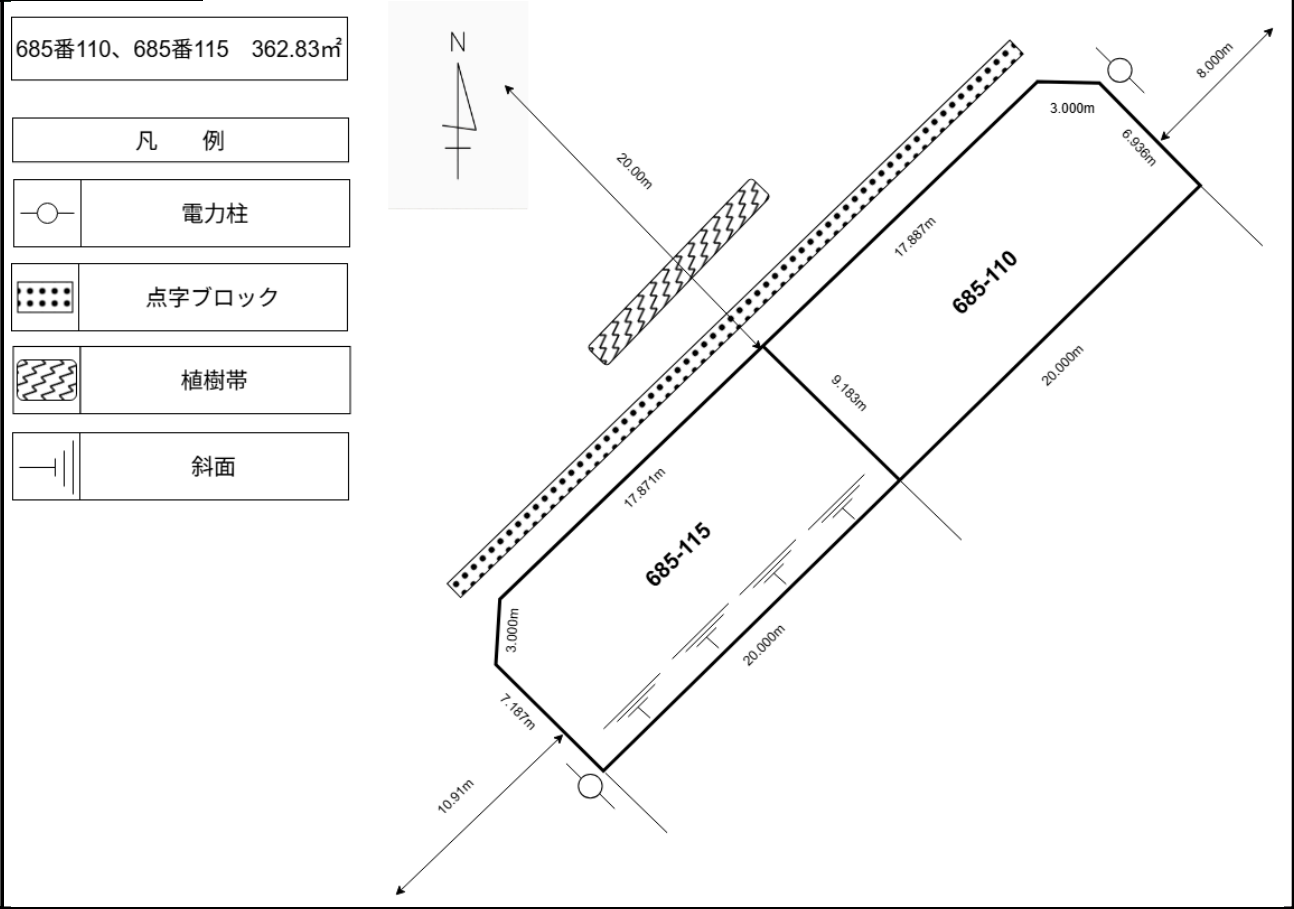 685番110、685番115　362.83㎡
凡　例
電力柱
点字ブロック
植樹帯
斜面
N
20.00m
8.000m
3.000m
6.936m
17.887m
685-110
20.000m
9.183m
17.871m
685-115
3.000m
20.000m
7.187m
10.91m